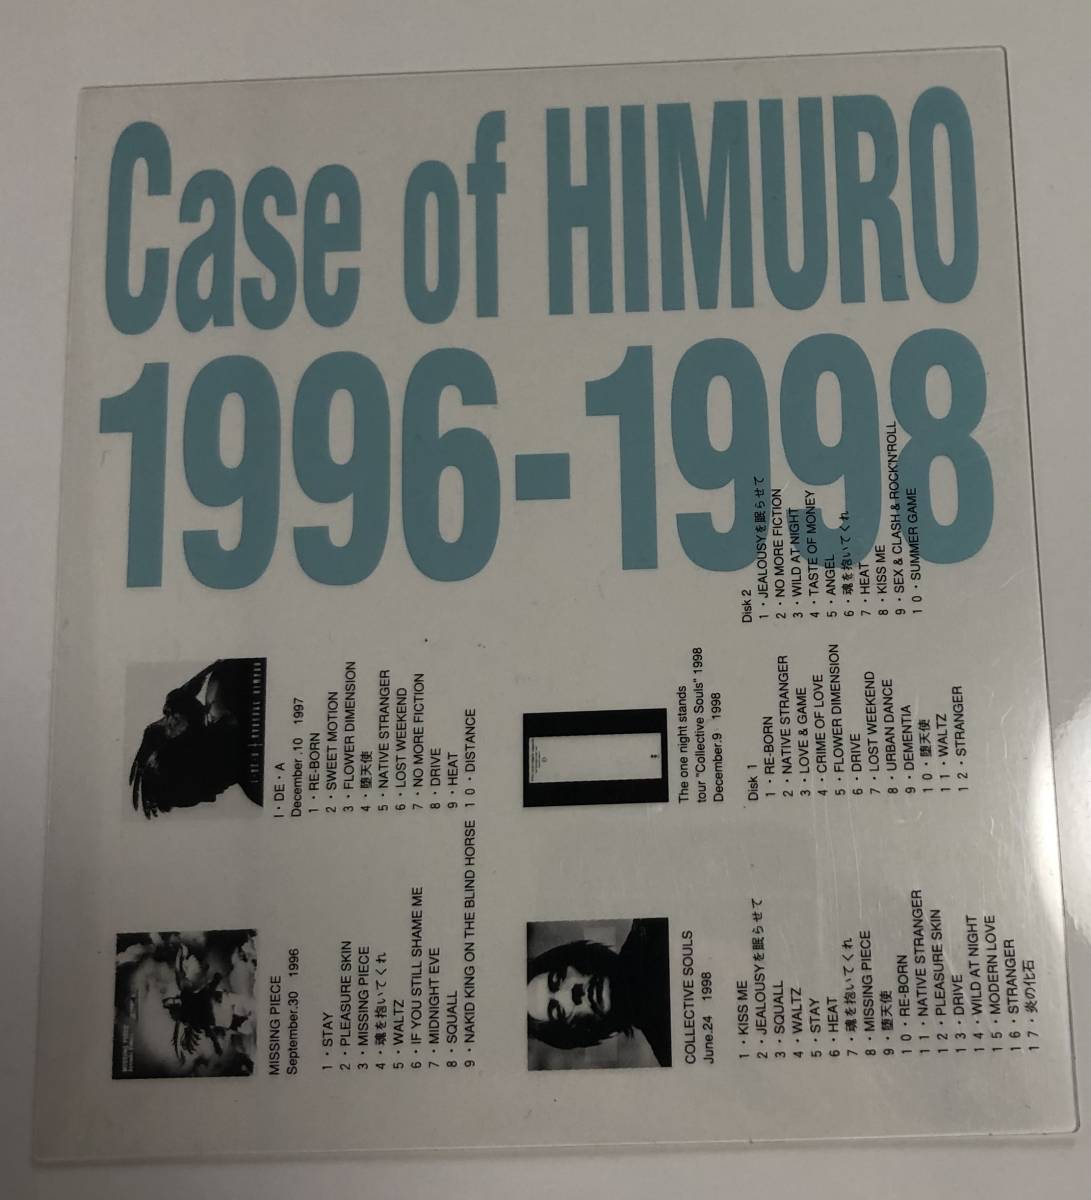 Case of HIMURO
1996-1998
MISSING PIECE
September.30 1996
1・STAY
2・PLEASURE SKIN
3・MISSING PIECE
4・魂を抱いてくれ
5・WALTZ
6・IF YOU STILL SHAME ME
7・MIDNIGHT EVE
8・SQUALL
9・NAKID KING ON THE BLIND HORSE
I・DE・A
December .10 1997
1・RE-BORN
2・SWEET MOTION
3・FLOWER DIMENSION
4・堕天使
5・NATIVE STRANGER
6・LOST WEEKEND
7・NO MORE FICTION
8・DRIVE
9・HEAT
10・DISTANCE
COLLECTIVE SOULS
June.24 1998
1・KISS ME
2・JEALOUSYを眠らせて
3・SQUALL
4・WALTZ
5・STAY
6・HEAT
7・魂を抱いてくれ
8・MISSING PIECE
9・堕天使
10・RE-BORN
11・NATIVE STRANGER
12・PLEASURE SKIN
13・DRIVE
14・WILD AT NIGHT
15・MODERN LOVE
16・STRANGER
17・炎の化石
The one night stands
tour "Collective Souls" 1998
December.9 1998
Disk 1
1・RE-BORN
2・NATIVE STRANGER
3・LOVE & GAME
4・CRIME OF LOVE
5・FLOWER DIMENSION
6・DRIVE
7・LOST WEEKEND
8・URBAN DANCE
9・DEMENTIA
10・堕天使
11・WALTZ
12・STRANGER
Disk 2
1・JEALOUSYを眠らせて
2・NO MORE FICTION
3・WILD AT NIGHT
4・TASTE OF MONEY
5・ANGEL
6・魂を抱いてくれ
7・HEAT
8・KISS ME
9・SEX & CLASH & ROCK'N'ROLL
10・SUMMER GAME